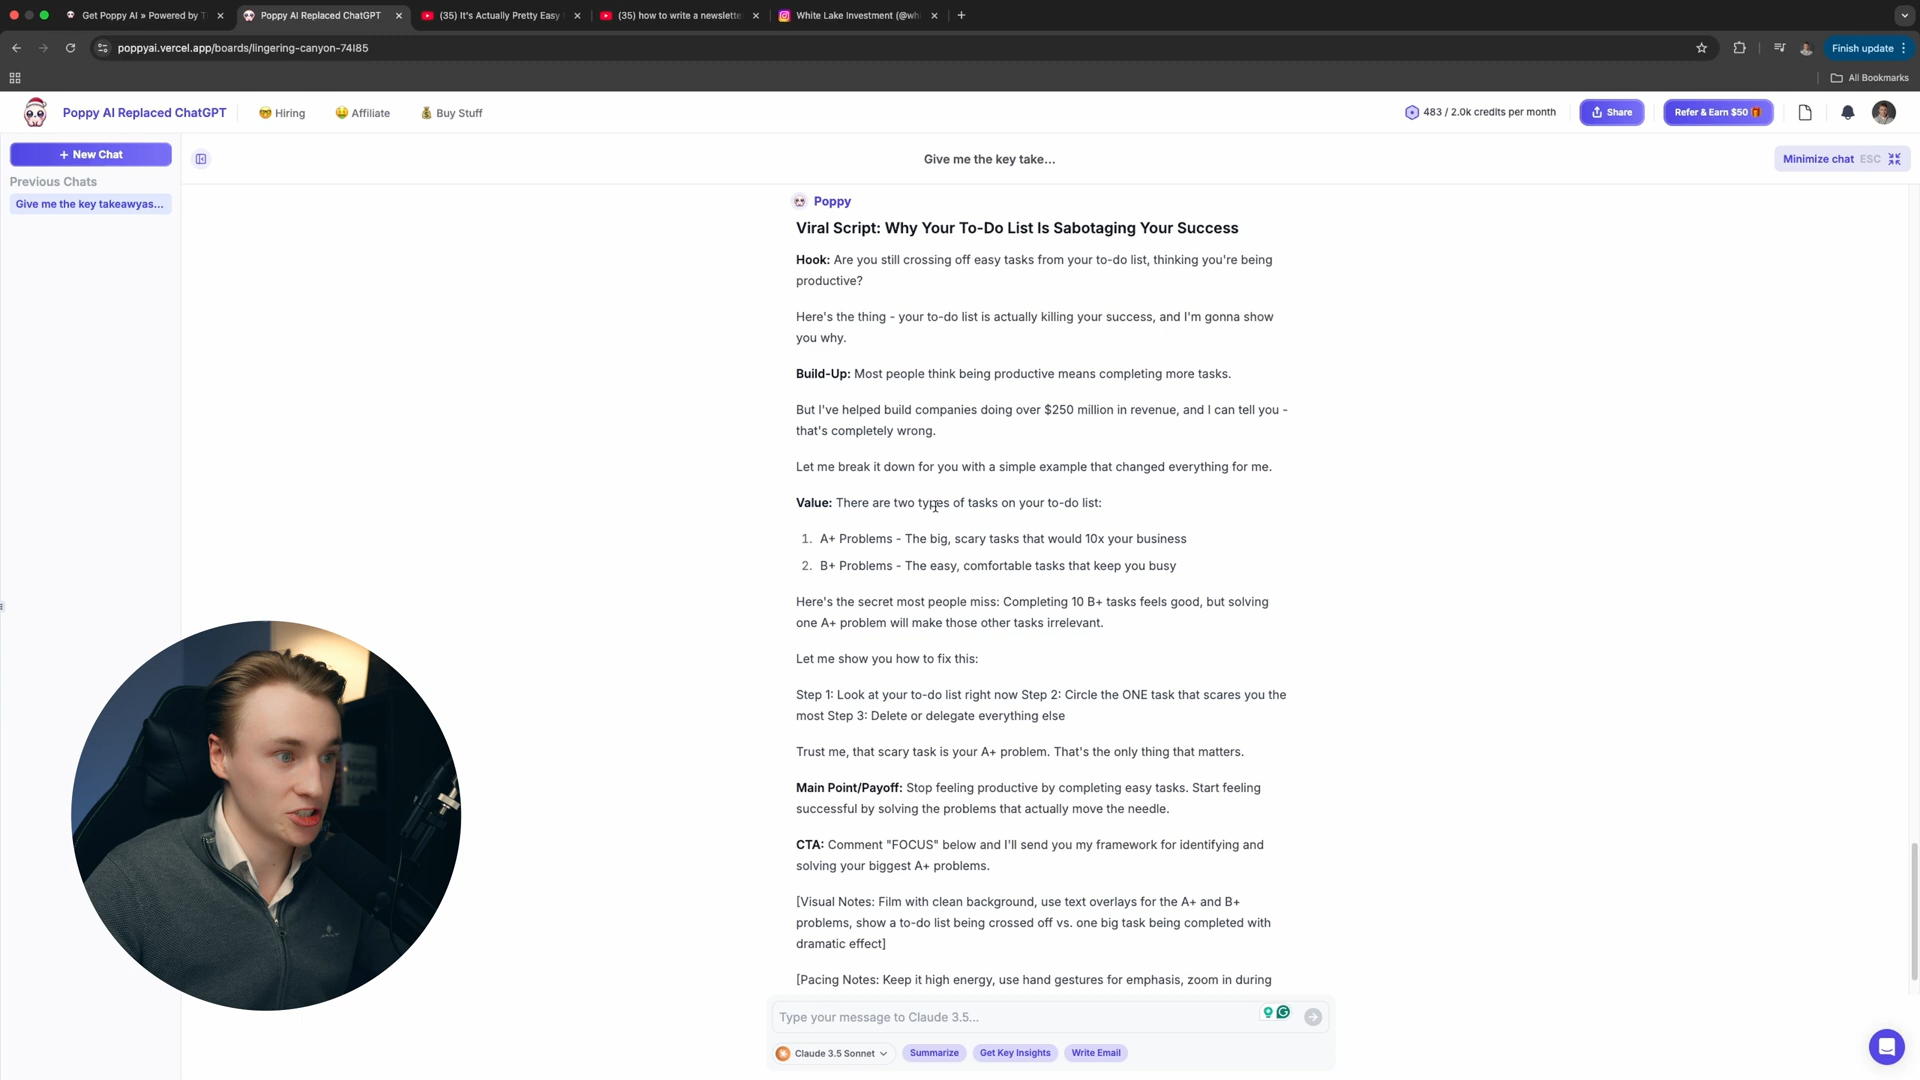 Get Poppy AI » Powered by T
Poppy AI Replaced ChatGPT
(35) It's Actually Pretty Easy
(35) how to write a newslette
White Lake Investment (@wh
poppyai.vercel.app/boards/lingering-canyon-74l85
Finish update
All Bookmarks
Poppy AI Replaced ChatGPT
Hiring
Affiliate
Buy Stuff
483 / 2.0k credits per month
Share
Refer & Earn $50
+ New Chat
Give me the key take...
Minimize chat ESC
Previous Chats
Give me the key takeawyas...
Poppy
Viral Script: Why Your To-Do List Is Sabotaging Your Success
Hook: Are you still crossing off easy tasks from your to-do list, thinking you're being
productive?
Here's the thing - your to-do list is actually killing your success, and I'm gonna show
you why.
Build-Up: Most people think being productive means completing more tasks.
But I've helped build companies doing over $250 million in revenue, and I can tell you -
that's completely wrong.
Let me break it down for you with a simple example that changed everything for me.
Value: There are two types of tasks on your to-do list:
1. A+ Problems - The big, scary tasks that would 10x your business
2. B+ Problems - The easy, comfortable tasks that keep you busy
Here's the secret most people miss: Completing 10 B+ tasks feels good, but solving
one A+ problem will make those other tasks irrelevant.
Let me show you how to fix this:
Step 1: Look at your to-do list right now Step 2: Circle the ONE task that scares you the
most Step 3: Delete or delegate everything else
Trust me, that scary task is your A+ problem. That's the only thing that matters.
Main Point/Payoff: Stop feeling productive by completing easy tasks. Start feeling
successful by solving the problems that actually move the needle.
CTA: Comment "FOCUS" below and I'll send you my framework for identifying and
solving your biggest A+ problems.
[Visual Notes: Film with clean background, use text overlays for the A+ and B+
problems, show a to-do list being crossed off vs. one big task being completed with
dramatic effect]
[Pacing Notes: Keep it high energy, use hand gestures for emphasis, zoom in during
Type your message to Claude 3.5...
Claude 3.5 Sonnet
Summarize
Get Key Insights
Write Email